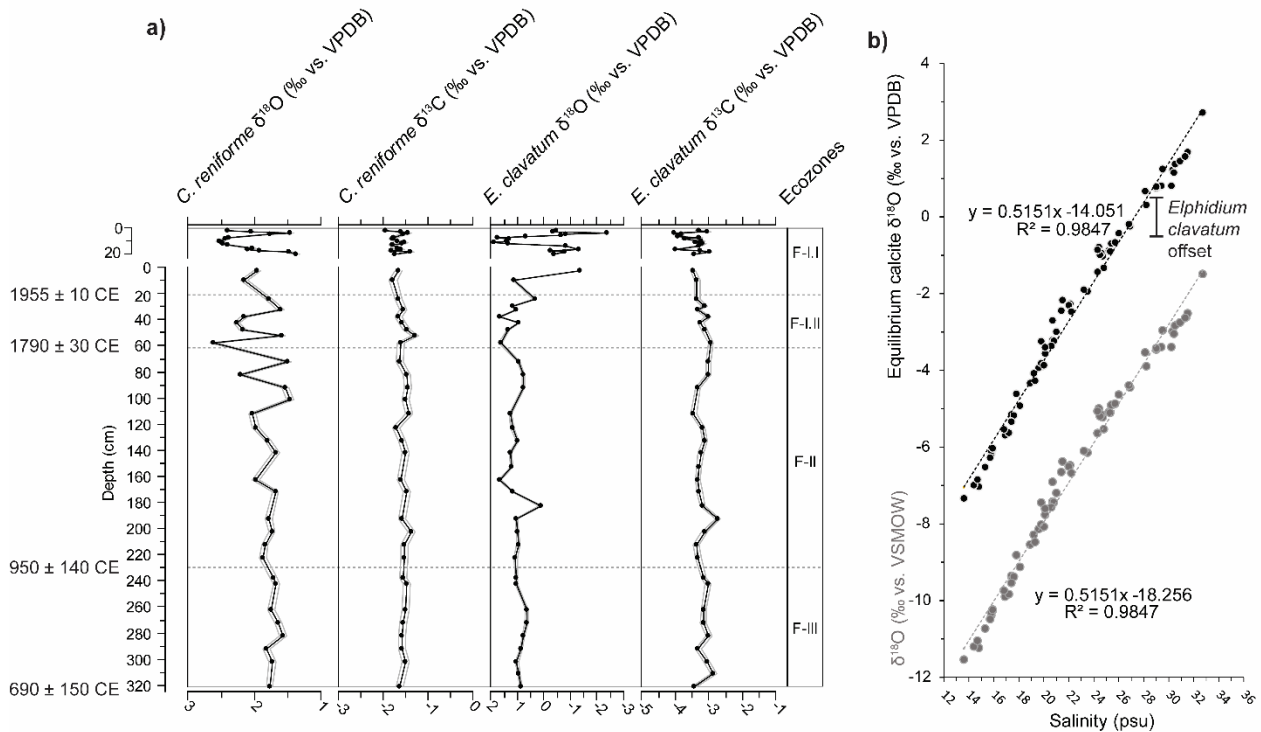 a)
C. reniforme δ¹⁸O (‰ vs. VPDB)
C. reniforme δ¹³C (‰ vs. VPDB)
E. clavatum δ¹⁸O (‰ vs. VPDB)
E. clavatum δ¹³C (‰ vs. VPDB)
Ecozones
0
20
0
20
40
60
80
100
120
140
160
180
200
220
240
260
280
300
320
Depth (cm)
1955 ± 10 CE
1790 ± 30 CE
950 ± 140 CE
690 ± 150 CE
F-I.I
F-I.II
F-II
F-III
3 2 1
3 -2 -1 0
2 -1 0 -1 -2 -3
-5 -4 -3 -2 -1
b)
4
2
0
-2
-4
-6
-8
-10
-12
Equilibrium calcite δ¹⁸O (‰ vs. VPDB)
δ¹⁸O (‰ vs. VSMOW)
y = 0.5151x -14.051
R² = 0.9847
Elphidium
clavatum
offset
y = 0.5151x -18.256
R² = 0.9847
12 14 16 18 20 22 24 26 28 30 32 34 36
Salinity (psu)